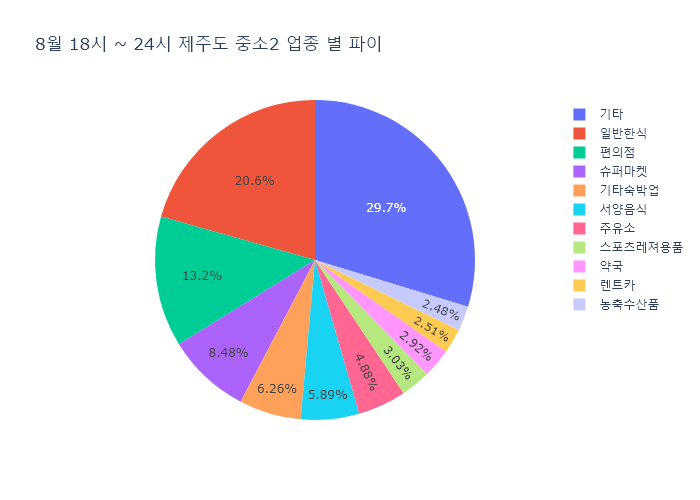 8월 18시 ~ 24시 제주도 중소2 업종 별 파이
29.7%
20.6%
13.2%
8.48%
6.26%
5.89%
4.88%
3.03%
2.92%
2.51%
2.48%
기타
일반한식
편의점
슈퍼마켓
기타숙박업
서양음식
주유소
스포츠레져용품
약국
렌트카
농축수산품